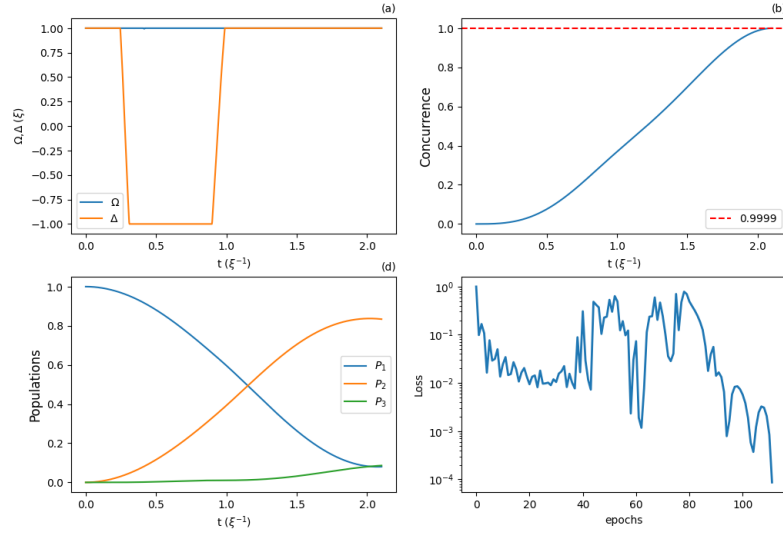 (a)
1.00
0.75
0.50
0.25
0.00
−0.25
−0.50
−0.75
−1.00
Ω,Δ (ξ)
Ω
Δ
0.0 0.5 1.0 1.5 2.0
t (ξ⁻¹)
(b
1.0
0.8
0.6
0.4
0.2
0.0
Concurrence
0.9999
0.0 0.5 1.0 1.5 2.0
t (ξ⁻¹)
(d)
1.0
0.8
0.6
0.4
0.2
0.0
Populations
P₁
P₂
P₃
0.0 0.5 1.0 1.5 2.0
t (ξ⁻¹)
10⁰
10⁻¹
10⁻²
10⁻³
10⁻⁴
Loss
0 20 40 60 80 100
epochs